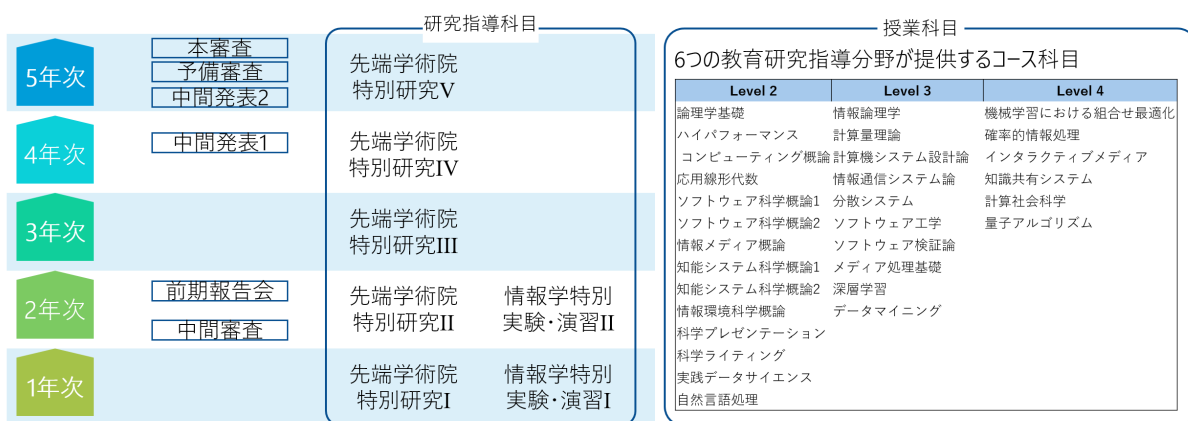 研究指導科目
5年次
本審査
予備審査
中間発表2
先端学術院
特別研究Ⅴ
4年次
中間発表1
先端学術院
特別研究Ⅳ
3年次
先端学術院
特別研究Ⅲ
2年次
前期報告会
中間審査
先端学術院
特別研究Ⅱ
情報学特別
実験・演習Ⅱ
1年次
先端学術院
特別研究Ⅰ
情報学特別
実験・演習Ⅰ
授業科目
6つの教育研究指導分野が提供するコース科目
Level 2
論理学基礎
ハイパフォーマンス
コンピューティング概論
応用線形代数
ソフトウェア科学概論1
ソフトウェア科学概論2
情報メディア概論
知能システム科学概論1
知能システム科学概論2
情報環境科学概論
科学プレゼンテーション
科学ライティング
実践データサイエンス
自然言語処理
Level 3
情報論理学
計算量理論
計算機システム設計論
情報通信システム論
分散システム
ソフトウェア工学
ソフトウェア検証論
メディア処理基礎
深層学習
データマイニング
Level 4
機械学習における組合せ最適化
確率的情報処理
インタラクティブメディア
知識共有システム
計算社会科学
量子アルゴリズム